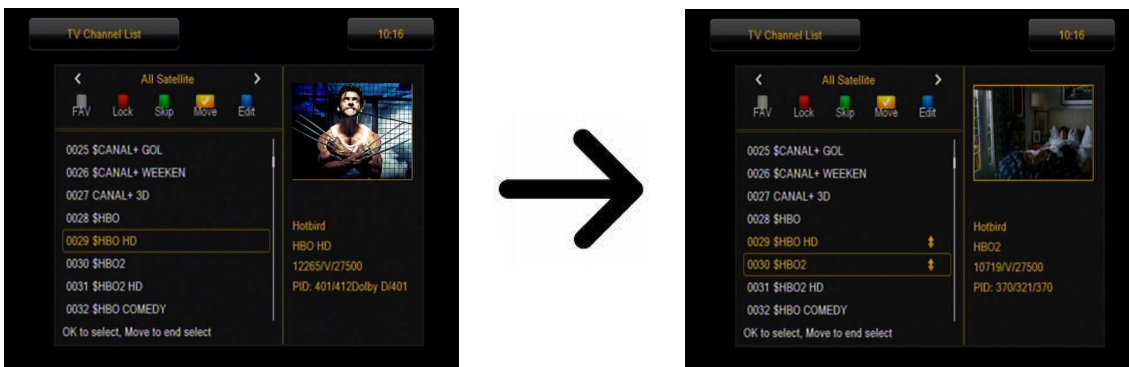 TV Channel List
10:16
All Satellite
FAV Lock Skip Move Edit
0025 $CANAL+ GOL
0026 $CANAL+ WEEKEN
0027 CANAL+ 3D
0028 $HBO
0029 $HBO HD
0030 $HBO2
0031 $HBO2 HD
0032 $HBO COMEDY
OK to select, Move to end select
Hotbird
HBO HD
12265/V/27500
PID: 401/412Dolby D/401
TV Channel List
10:16
All Satellite
FAV Lock Skip Move Edit
0025 $CANAL+ GOL
0026 $CANAL+ WEEKEN
0027 CANAL+ 3D
0028 $HBO
0029 $HBO HD
0030 $HBO2
0031 $HBO2 HD
0032 $HBO COMEDY
OK to select, Move to end select
Hotbird
HBO2
10719/V/27500
PID: 370/321/370